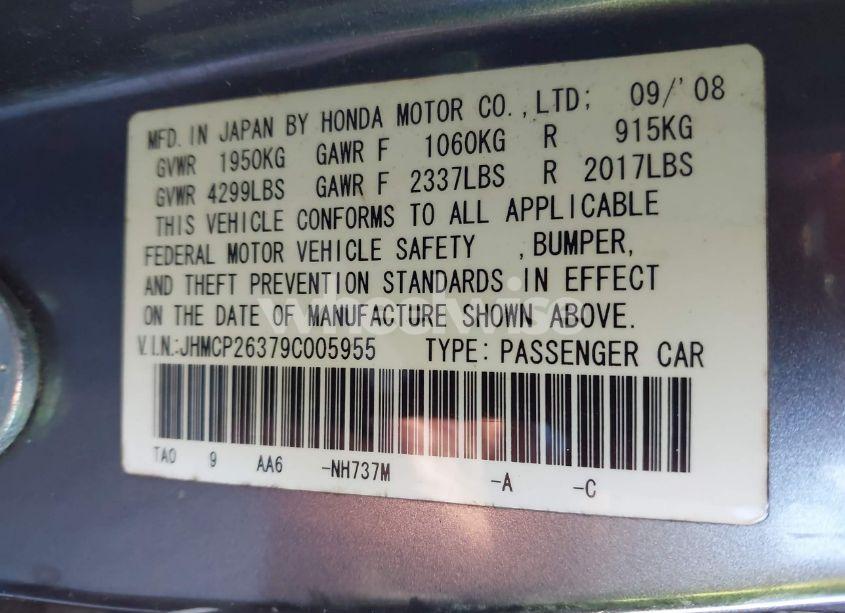 MFD. IN JAPAN BY HONDA MOTOR CO., LTD; 09/'08
GVWR 1950KG GAWR F 1060KG R 915KG
GVWR 4299LBS GAWR F 2337LBS R 2017LBS
THIS VEHICLE CONFORMS TO ALL APPLICABLE
FEDERAL MOTOR VEHICLE SAFETY , BUMPER,
AND THEFT PREVENTION STANDARDS IN EFFECT
ON THE DATE OF MANUFACTURE SHOWN ABOVE.
wheelwise
V.I.N.:JHMCP26379C005955 TYPE: PASSENGER CAR
TA0 9 AA6 -NH737M -A -C